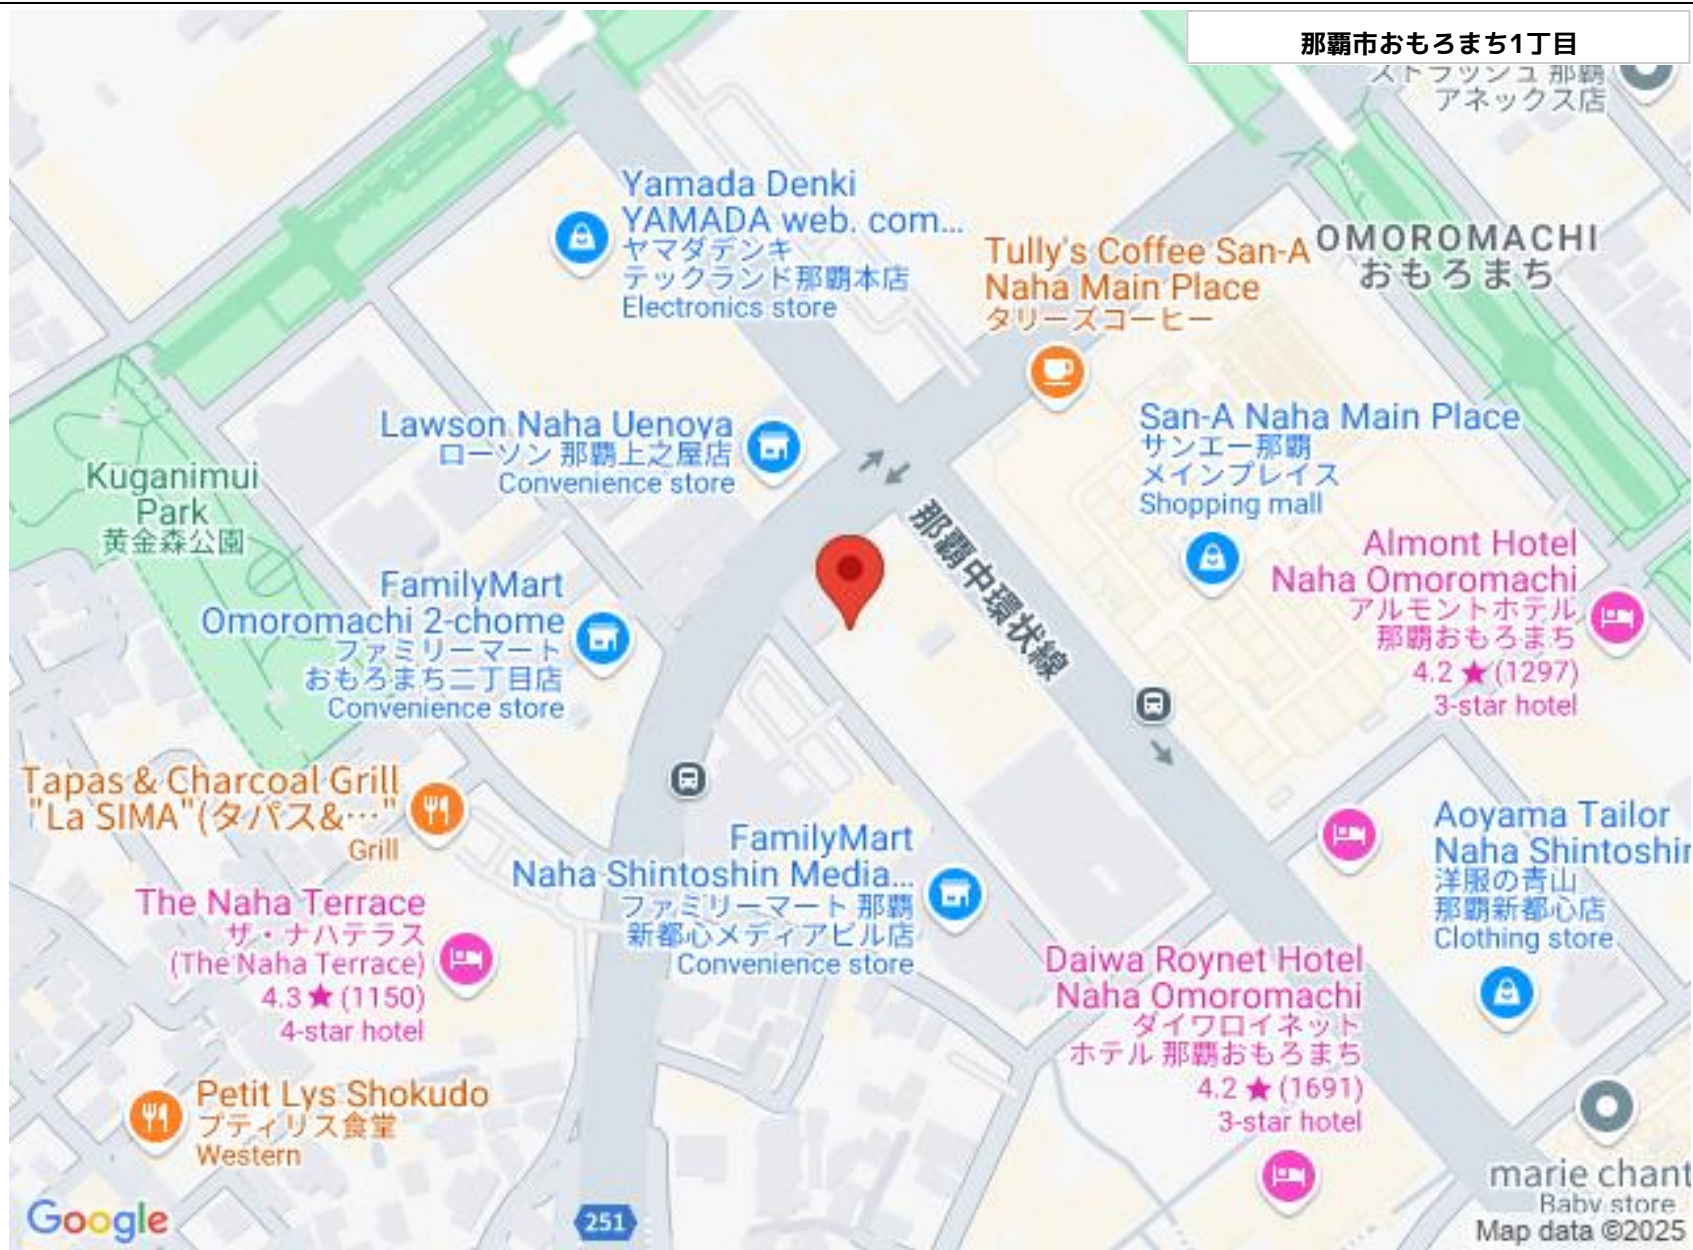 那覇市おもろまち1丁目
ストラッシュ 那覇
アネックス店
Yamada Denki
YAMADA web. com...
ヤマダデンキ
テックランド那覇本店
Electronics store
Tully's Coffee San-A
Naha Main Place
タリーズコーヒー
OMOROMACHI
おもろまち
Lawson Naha Uenoya
ローソン 那覇上之屋店
Convenience store
San-A Naha Main Place
サンエー那覇
メインプレイス
Shopping mall
Kuganimui
Park
黄金森公園
那覇中環状線
Almont Hotel
Naha Omoromachi
アルモントホテル
那覇おもろまち
4.2 ★ (1297)
3-star hotel
FamilyMart
Omoromachi 2-chome
ファミリーマート
おもろまち二丁目店
Convenience store
Tapas & Charcoal Grill
"La SIMA"(タパス&…"
Grill
FamilyMart
Naha Shintoshin Media...
ファミリーマート 那覇
新都心メディアビル店
Convenience store
Aoyama Tailor
Naha Shintoshin
洋服の青山
那覇新都心店
Clothing store
The Naha Terrace
ザ・ナハテラス
(The Naha Terrace)
4.3 ★ (1150)
4-star hotel
Daiwa Roynet Hotel
Naha Omoromachi
ダイワロイネット
ホテル 那覇おもろまち
4.2 ★ (1691)
3-star hotel
Petit Lys Shokudo
プティリス食堂
Western
marie chant
Baby store
Google
251
Map data ©2025